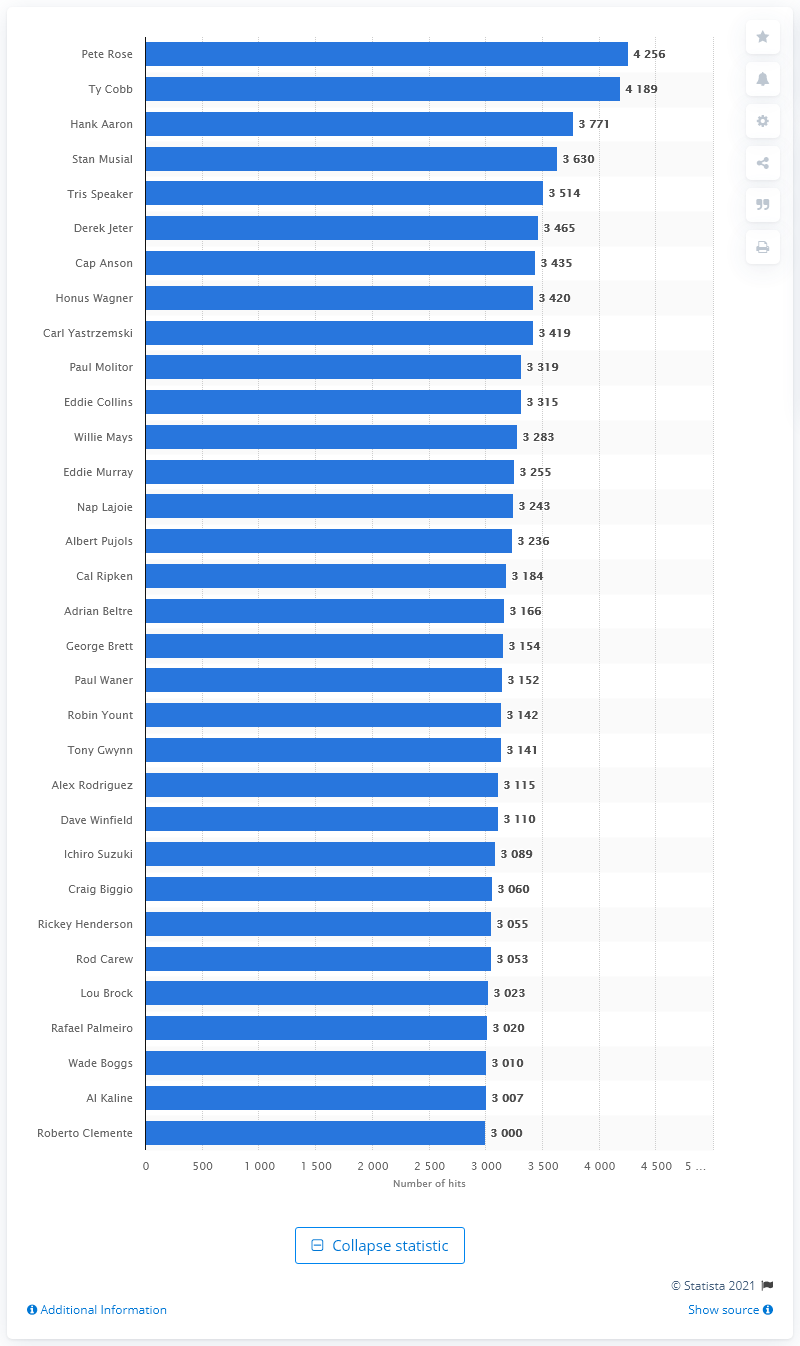 Pete Rose 4 256
Ty Cobb 4 189
Hank Aaron 3 771
Stan Musial 3 630
Tris Speaker 3 514
Derek Jeter 3 465
Cap Anson 3 435
Honus Wagner 3 420
Carl Yastrzemski 3 419
Paul Molitor 3 319
Eddie Collins 3 315
Willie Mays 3 283
Eddie Murray 3 255
Nap Lajoie 3 243
Albert Pujols 3 236
Cal Ripken 3 184
Adrian Beltre 3 166
George Brett 3 154
Paul Waner 3 152
Robin Yount 3 142
Tony Gwynn 3 141
Alex Rodriguez 3 115
Dave Winfield 3 110
Ichiro Suzuki 3 089
Craig Biggio 3 060
Rickey Henderson 3 055
Rod Carew 3 053
Lou Brock 3 023
Rafael Palmeiro 3 020
Wade Boggs 3 010
Al Kaline 3 007
Roberto Clemente 3 000
0 500 1 000 1 500 2 000 2 500 3 000 3 500 4 000 4 500 5 ...
Number of hits
Collapse statistic
© Statista 2021
Additional Information Show source